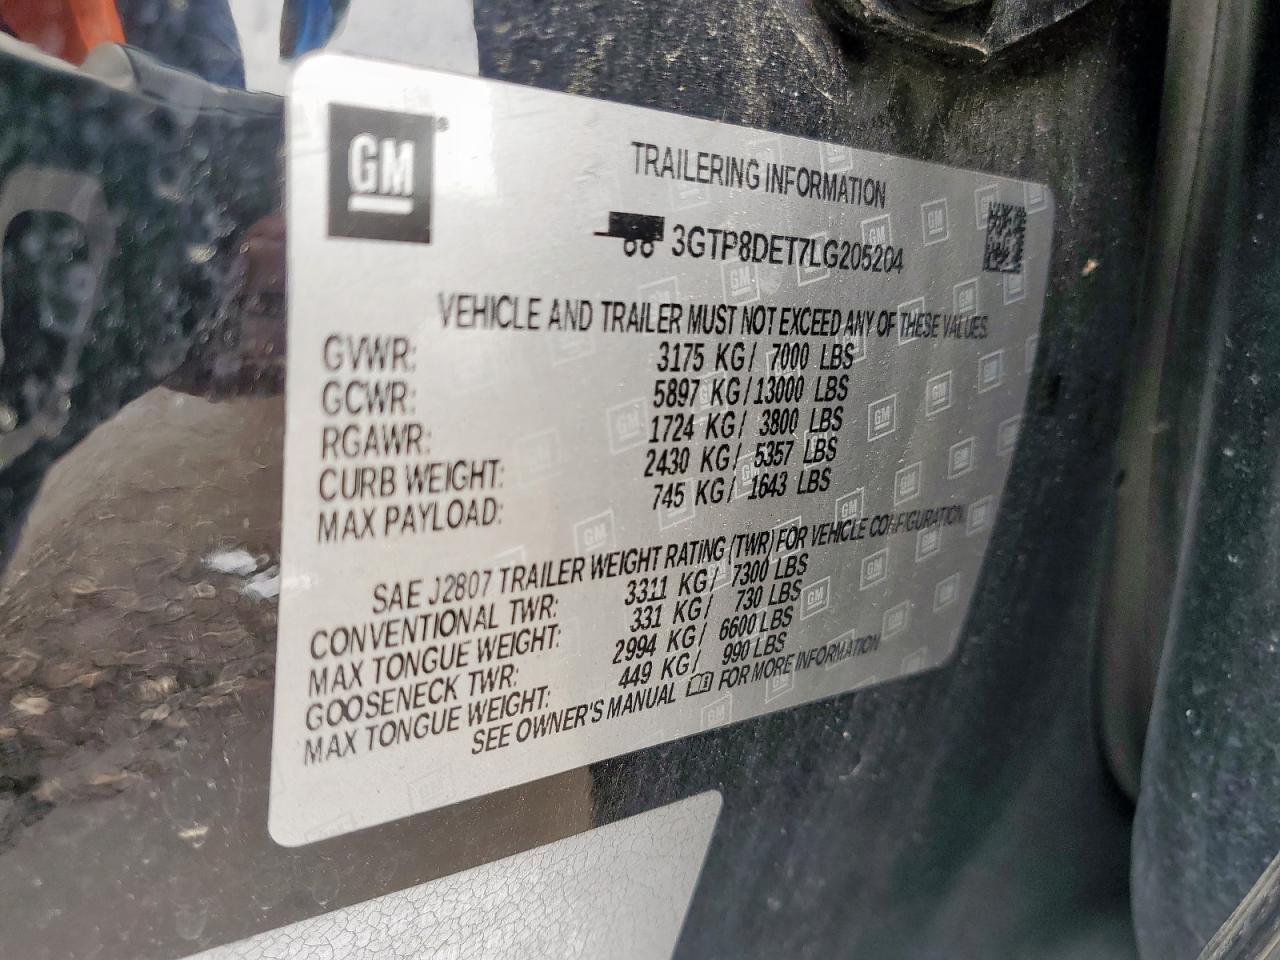 GM
TRAILERING INFORMATION
3GTP8DET7LG205204
VEHICLE AND TRAILER MUST NOT EXCEED ANY OF THESE VALUES
GVWR: 3175 KG/ 7000 LBS
GCWR: 5897 KG/13000 LBS
RGAWR: 1724 KG/ 3800 LBS
CURB WEIGHT: 2430 KG/ 5357 LBS
MAX PAYLOAD: 745 KG/ 1643 LBS
SAE J2807 TRAILER WEIGHT RATING (TWR) FOR VEHICLE CONFIGURATION
CONVENTIONAL TWR: 3311 KG/ 7300 LBS
MAX TONGUE WEIGHT: 331 KG/ 730 LBS
GOOSENECK TWR: 2994 KG/ 6600 LBS
MAX TONGUE WEIGHT: 449 KG/ 990 LBS
SEE OWNER'S MANUAL FOR MORE INFORMATION